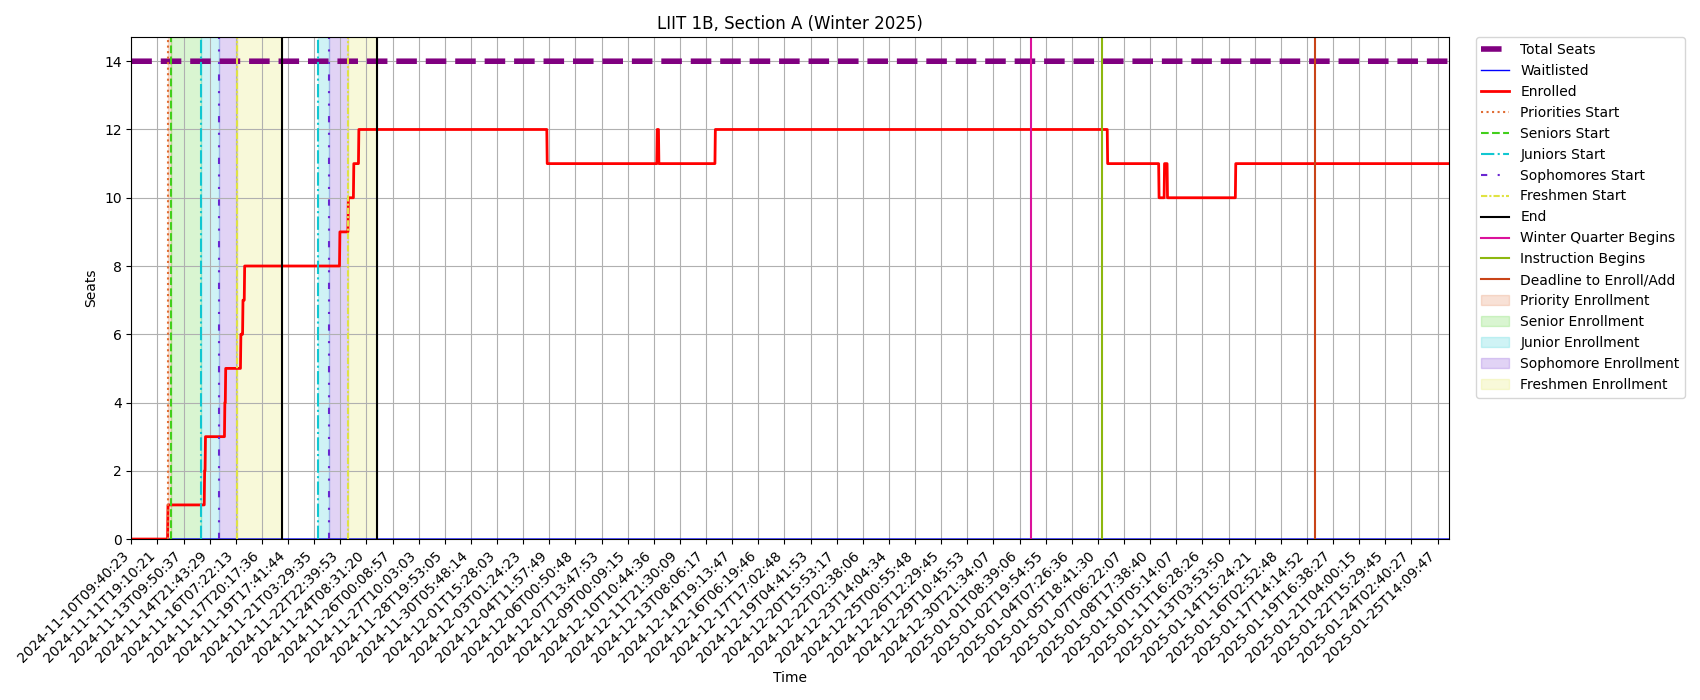 LIIT 1B, Section A (Winter 2025)
Total Seats
Waitlisted
Enrolled
Priorities Start
Seniors Start
Juniors Start
Sophomores Start
Freshmen Start
End
Winter Quarter Begins
Instruction Begins
Deadline to Enroll/Add
Priority Enrollment
Senior Enrollment
Junior Enrollment
Sophomore Enrollment
Freshmen Enrollment
Seats
14
12
10
8
6
4
2
0
2024-11-10T09:40:23
2024-11-11T19:10:21
2024-11-13T09:50:37
2024-11-14T21:43:29
2024-11-16T07:22:13
2024-11-17T20:17:36
2024-11-19T17:41:44
2024-11-21T03:29:35
2024-11-22T22:39:53
2024-11-24T08:31:20
2024-11-26T00:08:57
2024-11-27T10:03:03
2024-11-28T19:53:05
2024-11-30T05:48:14
2024-12-01T15:28:03
2024-12-03T01:24:23
2024-12-04T11:57:49
2024-12-06T00:50:48
2024-12-07T13:47:53
2024-12-09T00:09:15
2024-12-10T10:44:36
2024-12-11T21:30:09
2024-12-13T08:06:17
2024-12-14T19:13:47
2024-12-16T06:19:46
2024-12-17T17:02:48
2024-12-19T04:41:53
2024-12-20T15:53:17
2024-12-22T02:38:06
2024-12-23T14:04:34
2024-12-25T00:55:48
2024-12-26T12:29:45
2024-12-29T10:45:53
2024-12-30T21:34:07
2025-01-01T08:39:06
2025-01-02T19:54:55
2025-01-04T07:26:36
2025-01-05T18:41:30
2025-01-07T06:22:07
2025-01-08T17:38:40
2025-01-10T05:14:07
2025-01-11T16:28:26
2025-01-13T03:53:50
2025-01-14T15:24:21
2025-01-16T02:52:48
2025-01-17T14:14:52
2025-01-19T16:38:27
2025-01-21T04:00:15
2025-01-22T15:29:45
2025-01-24T02:40:27
2025-01-25T14:09:47
Time